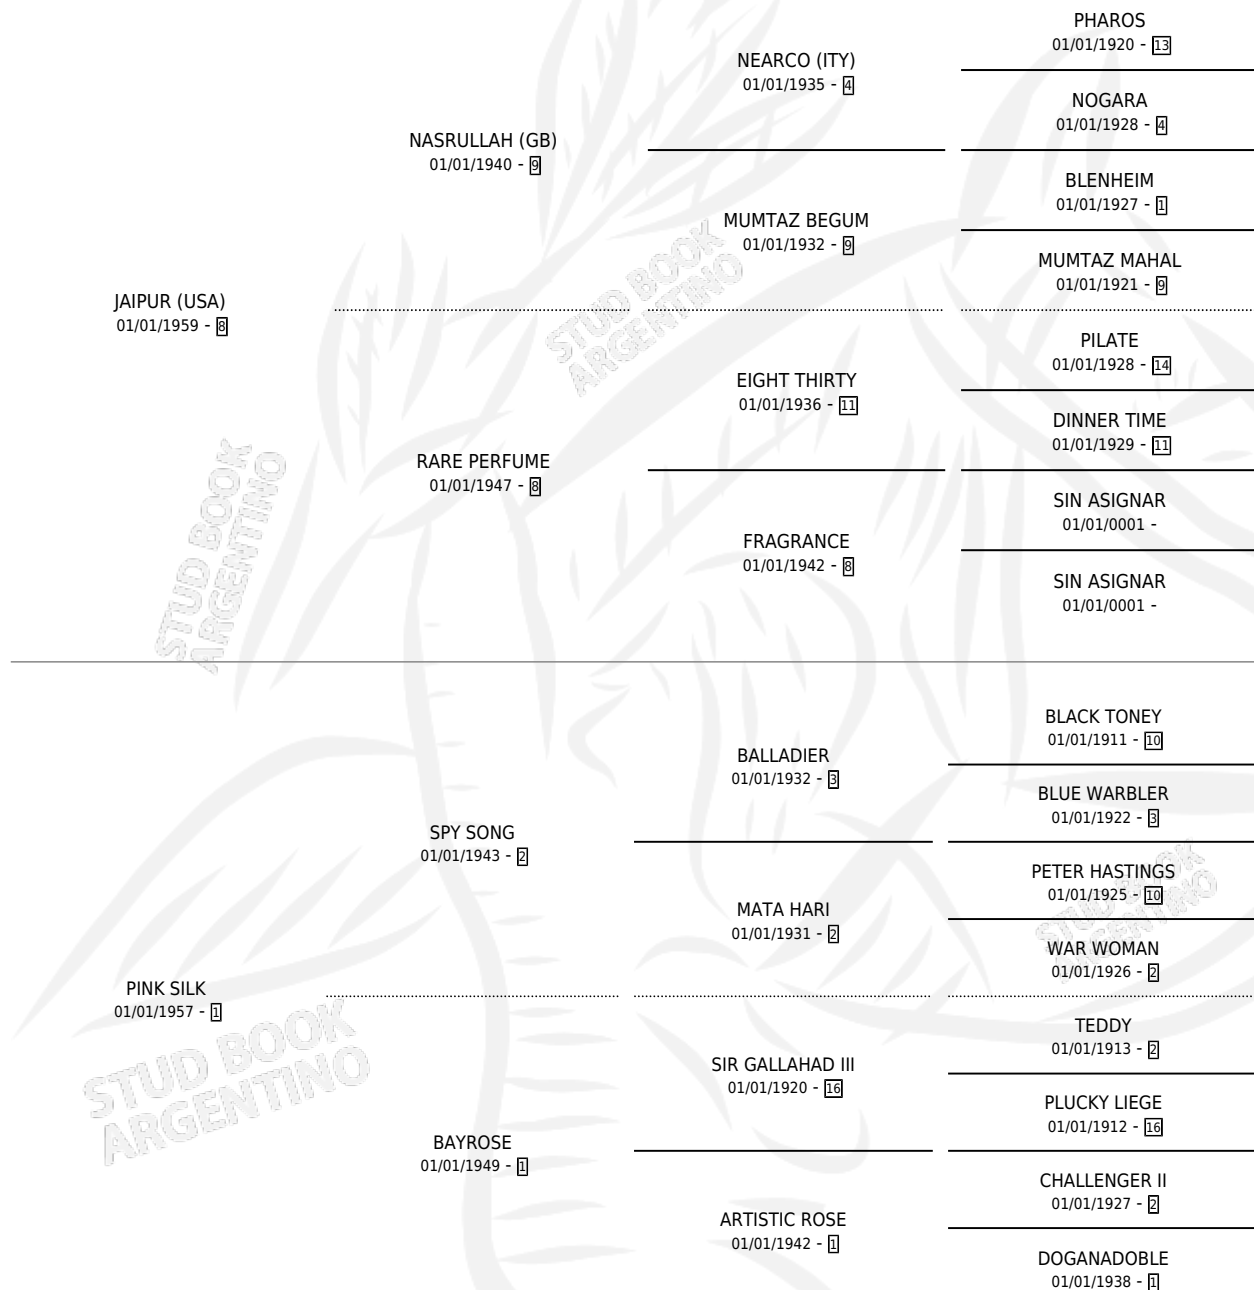 PHAROS
01/01/1920 - 13
NEARCO (ITY)
01/01/1935 - 4
NOGARA
01/01/1928 - 4
NASRULLAH (GB)
01/01/1940 - 9
BLENHEIM
01/01/1927 - 1
MUMTAZ BEGUM
01/01/1932 - 9
MUMTAZ MAHAL
01/01/1921 - 9
JAIPUR (USA)
01/01/1959 - 8
PILATE
01/01/1928 - 14
EIGHT THIRTY
01/01/1936 - 11
DINNER TIME
01/01/1929 - 11
RARE PERFUME
01/01/1947 - 8
SIN ASIGNAR
01/01/0001 -
FRAGRANCE
01/01/1942 - 8
SIN ASIGNAR
01/01/0001 -
BLACK TONEY
01/01/1911 - 10
BALLADIER
01/01/1932 - 3
BLUE WARBLER
01/01/1922 - 3
SPY SONG
01/01/1943 - 2
PETER HASTINGS
01/01/1925 - 10
MATA HARI
01/01/1931 - 2
WAR WOMAN
01/01/1926 - 2
PINK SILK
01/01/1957 - 1
TEDDY
01/01/1913 - 2
SIR GALLAHAD III
01/01/1920 - 16
PLUCKY LIEGE
01/01/1912 - 16
BAYROSE
01/01/1949 - 1
CHALLENGER II
01/01/1927 - 2
ARTISTIC ROSE
01/01/1942 - 1
DOGANADOBLE
01/01/1938 - 1
STUD BOOK
ARGENTINO
STUD BOOK
ARGENTINO
STUD BOOK
ARGENTINO
STUD BOOK
ARGENTINO